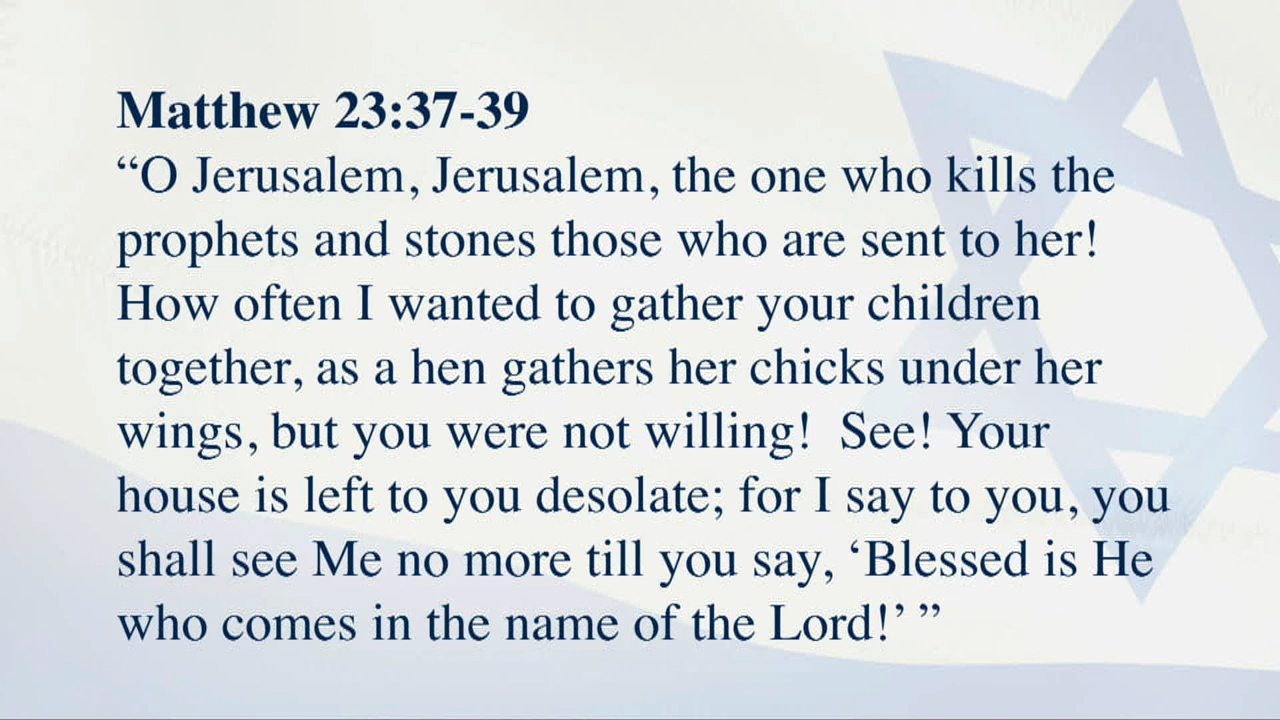 Matthew 23:37-39
“O Jerusalem, Jerusalem, the one who kills the
prophets and stones those who are sent to her!
How often I wanted to gather your children
together, as a hen gathers her chicks under her
wings, but you were not willing!  See! Your
house is left to you desolate; for I say to you, you
shall see Me no more till you say, ‘Blessed is He
who comes in the name of the Lord!’ ”